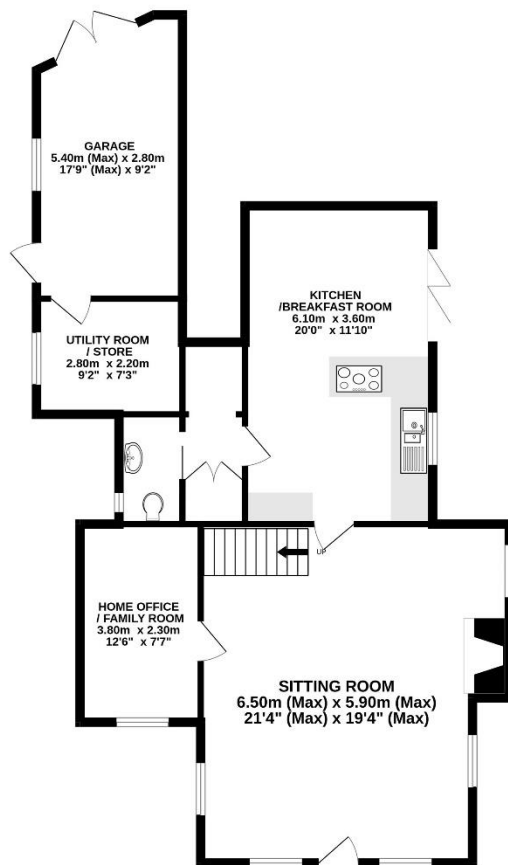 GARAGE
5.40m (Max) x 2.80m
17'9" (Max) x 9'2"
KITCHEN
/BREAKFAST ROOM
6.10m x 3.60m
20'0" x 11'10"
UTILITY ROOM
/ STORE
2.80m x 2.20m
9'2" x 7'3"
UP
HOME OFFICE
/ FAMILY ROOM
3.80m x 2.30m
12'6" x 7'7"
SITTING ROOM
6.50m (Max) x 5.90m (Max)
21'4" (Max) x 19'4" (Max)